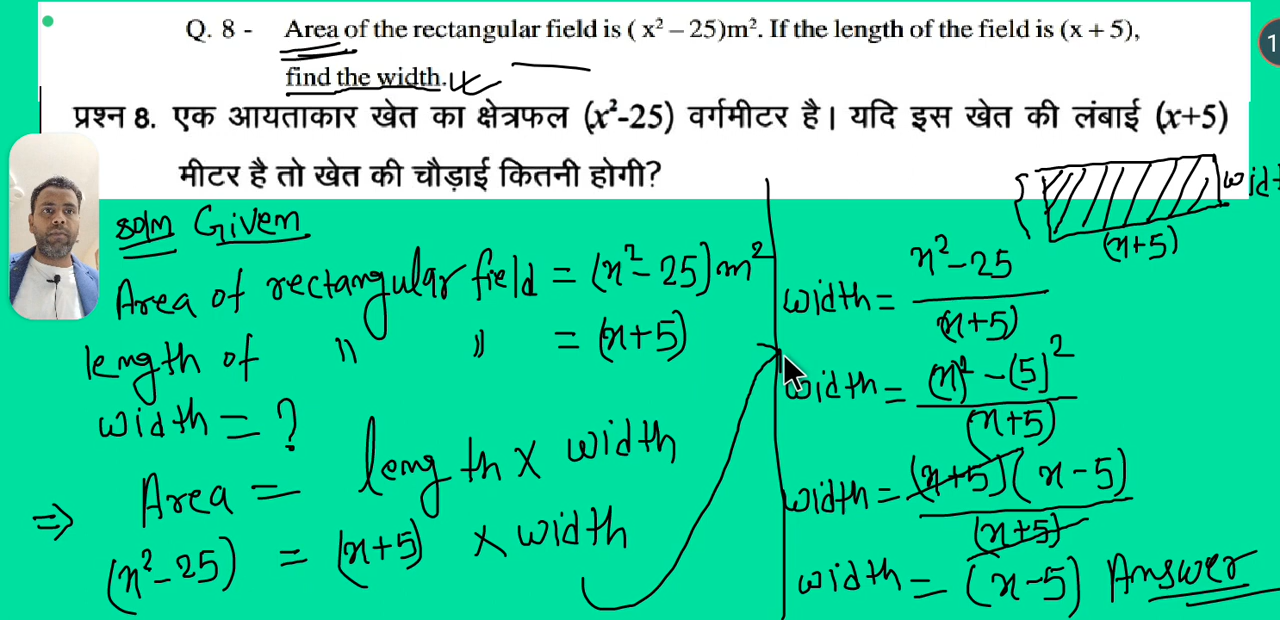 Q. 8 - Area of the rectangular field is ( x² – 25)m². If the length of the field is (x + 5),
find the width.
प्रश्न 8. एक आयताकार खेत का क्षेत्रफल (x²-25) वर्गमीटर है। यदि इस खेत की लंबाई (x+5)
मीटर है तो खेत की चौड़ाई कितनी होगी?
1
soln Given
Area of rectangular field = (x²-25)m²
length of " " = (x+5)
width = ?
Area = length × width
⇒ (x²-25) = (x+5) × width
(x+5)
width = x²-25 / (x+5)
width = (x)² - (5)² / (x+5)
width = (x+5)(x-5) / (x+5)
width = (x-5) Answer